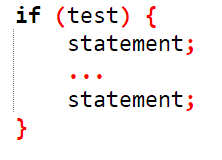 if (test) {
    statement;
    ...
    statement;
}